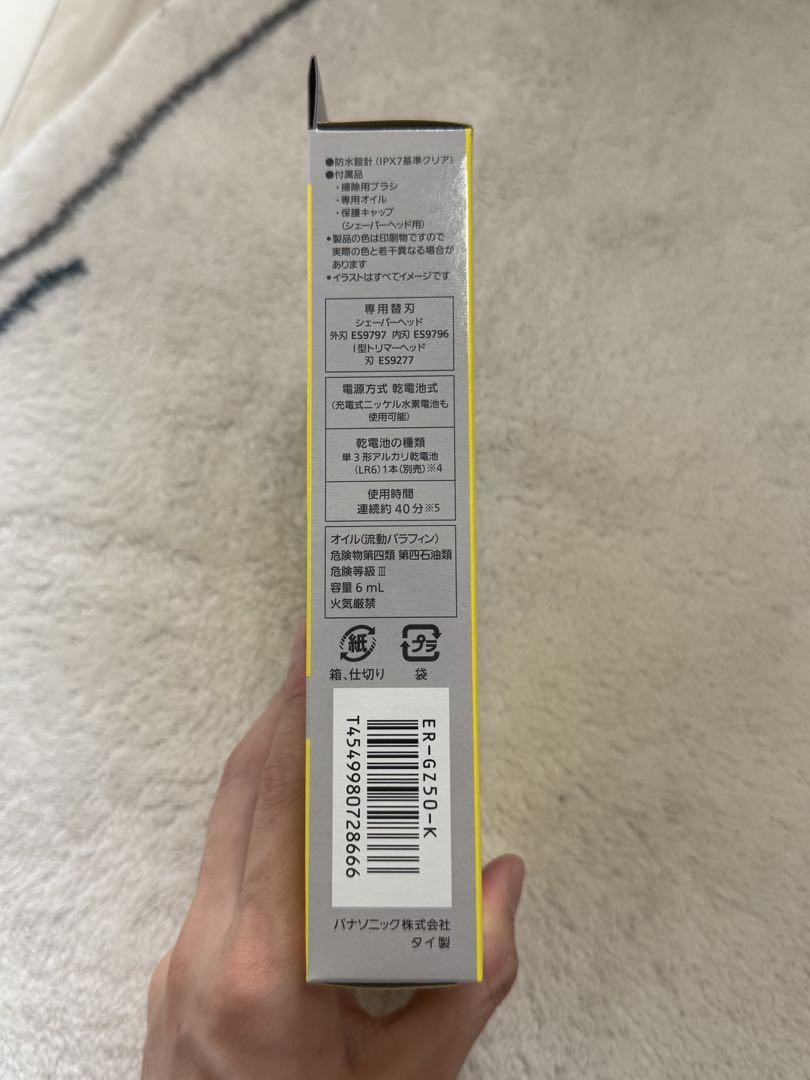 ●防水設計(IPX7基準クリア)
●付属品
・掃除用ブラシ
・専用オイル
・保護キャップ
(シェーバーヘッド用)
●製品の色は印刷物ですので
実際の色と若干異なる場合が
あります
●イラストはすべてイメージです
専用替刃
シェーバーヘッド
外刃 ES9797 内刃 ES9796
I型トリマーヘッド
刃 ES9277
電源方式 乾電池式
(充電式ニッケル水素電池も
使用可能)
乾電池の種類
単3形アルカリ乾電池
(LR6)1本(別売)※4
使用時間
連続約40分※5
オイル(流動パラフィン)
危険物第四類 第四石油類
危険等級Ⅲ
容量6mL
火気厳禁
紙
プラ
箱、仕切り
袋
ER-GZ50-K
T4549980728666
パナソニック株式会社
タイ製